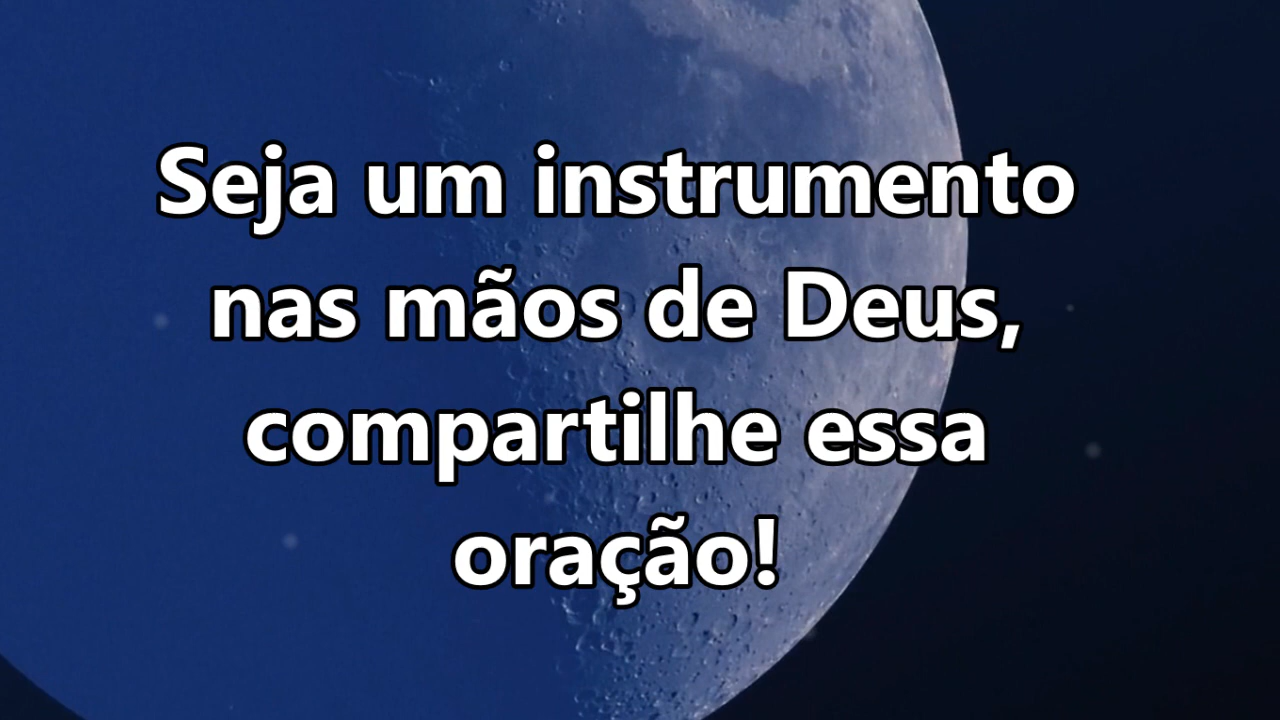 Seja um instrumento
nas mãos de Deus,
compartilhe essa
oração!